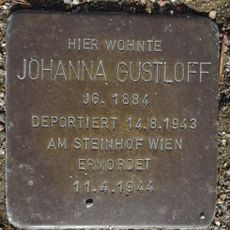 HIER WOHNTE
JOHANNA GUSTLOFF
JG. 1884
DEPORTIERT 14.8.1943
AM STEINHOF WIEN
ERMORDET
11.4.1944